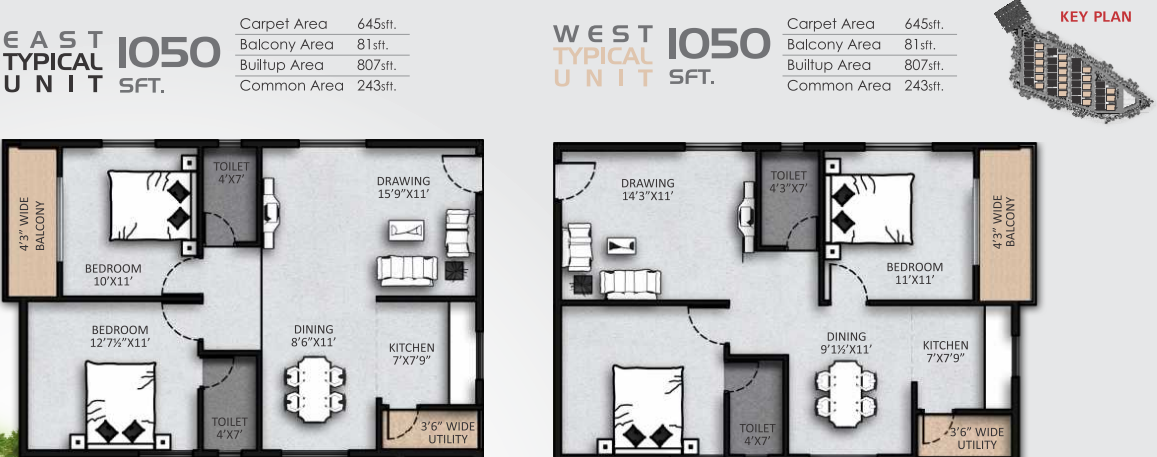 EAST
TYPICAL
UNIT
1050
SFT.
Carpet Area 645sft.
Balcony Area 81sft.
Builtup Area 807sft.
Common Area 243sft.
WEST
TYPICAL
UNIT
1050
SFT.
Carpet Area 645sft.
Balcony Area 81sft.
Builtup Area 807sft.
Common Area 243sft.
KEY PLAN
4'3" WIDE
BALCONY
TOILET
4'X7'
DRAWING
15'9"X11'
BEDROOM
10'X11'
BEDROOM
12'7½"X11'
DINING
8'6"X11'
KITCHEN
7'X7'9"
TOILET
4'X7'
3'6" WIDE
UTILITY
DRAWING
14'3"X11'
TOILET
4'3"X7'
4'3" WIDE
BALCONY
BEDROOM
11'X11'
DINING
9'1½'X11'
KITCHEN
7'X7'9"
TOILET
4'X7'
3'6" WIDE
UTILITY